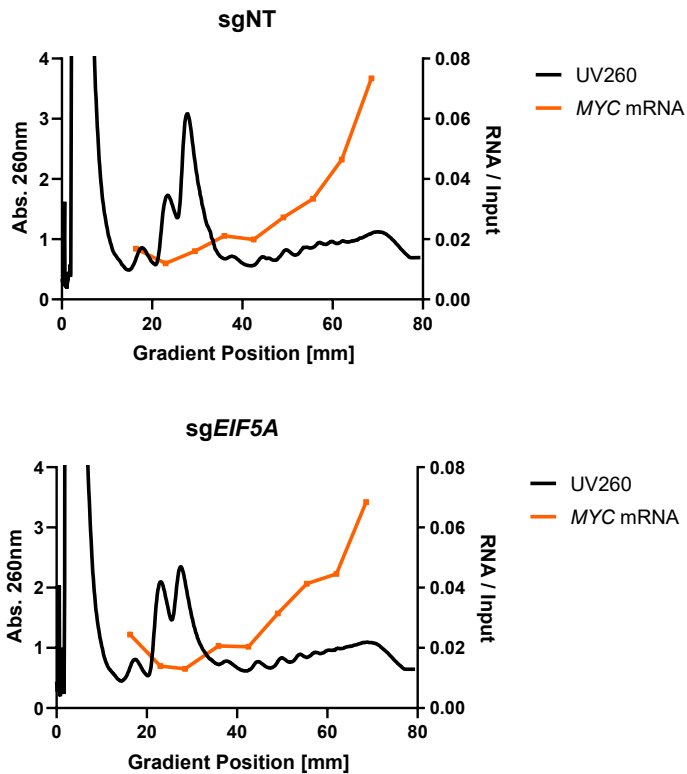 sgNT
4
3
2
1
0
Abs. 260nm
0.08
0.06
0.04
0.02
0.00
RNA / Input
0 20 40 60 80
Gradient Position [mm]
UV260
MYC mRNA
sgEIF5A
4
3
2
1
0
Abs. 260nm
0.08
0.06
0.04
0.02
0.00
RNA / Input
0 20 40 60 80
Gradient Position [mm]
UV260
MYC mRNA